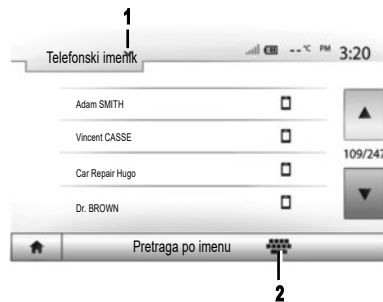 1
Telefonski imenik
--°C PM 3:20
Adam SMITH
Vincent CASSE
Car Repair Hugo
Dr. BROWN
109/247
Pretraga po imenu
2